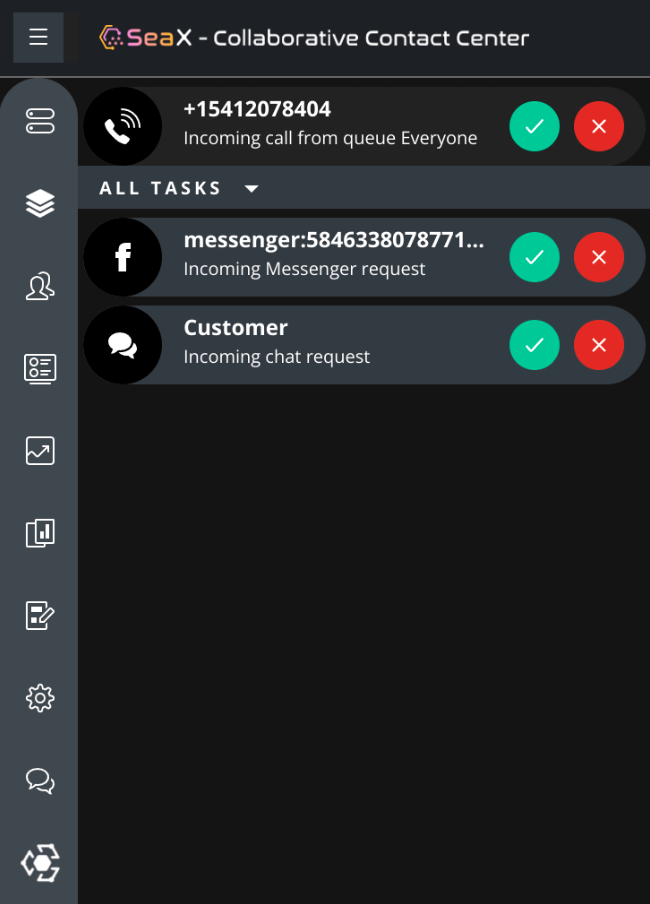 SeaX - Collaborative Contact Center
+15412078404
Incoming call from queue Everyone
ALL TASKS
messenger:5846338078771...
Incoming Messenger request
Customer
Incoming chat request